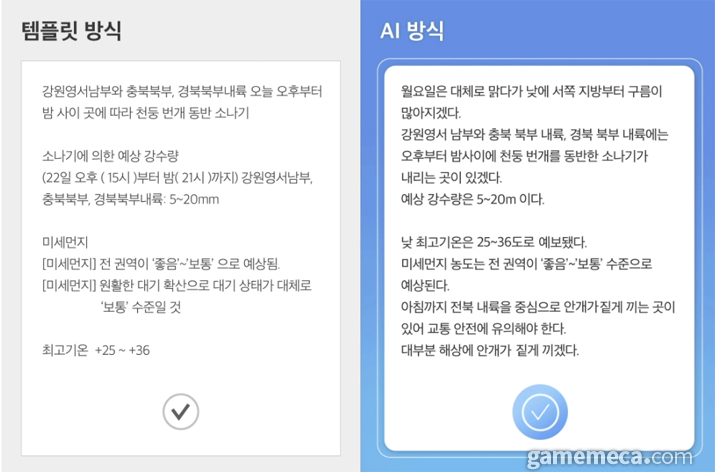 템플릿 방식
강원영서남부와 충북북부, 경북북부내륙 오늘 오후부터
밤 사이 곳에 따라 천둥 번개 동반 소나기
소나기에 의한 예상 강수량
(22일 오후 ( 15시 )부터 밤( 21시 )까지) 강원영서남부,
충북북부, 경북북부내륙: 5~20mm
미세먼지
[미세먼지] 전 권역이 '좋음'~'보통' 으로 예상됨.
[미세먼지] 원활한 대기 확산으로 대기 상태가 대체로
'보통' 수준일 것
최고기온 +25 ~ +36
AI 방식
월요일은 대체로 맑다가 낮에 서쪽 지방부터 구름이
많아지겠다.
강원영서 남부와 충북 북부 내륙, 경북 북부 내륙에는
오후부터 밤사이에 천둥 번개를 동반한 소나기가
내리는 곳이 있겠다.
예상 강수량은 5~20m 이다.
낮 최고기온은 25~36도로 예보됐다.
미세먼지 농도는 전 권역이 '좋음'~'보통' 수준으로
예상된다.
아침까지 전북 내륙을 중심으로 안개가 짙게 끼는 곳이
있어 교통 안전에 유의해야 한다.
대부분 해상에 안개가 짙게 끼겠다.
gamemeca.com